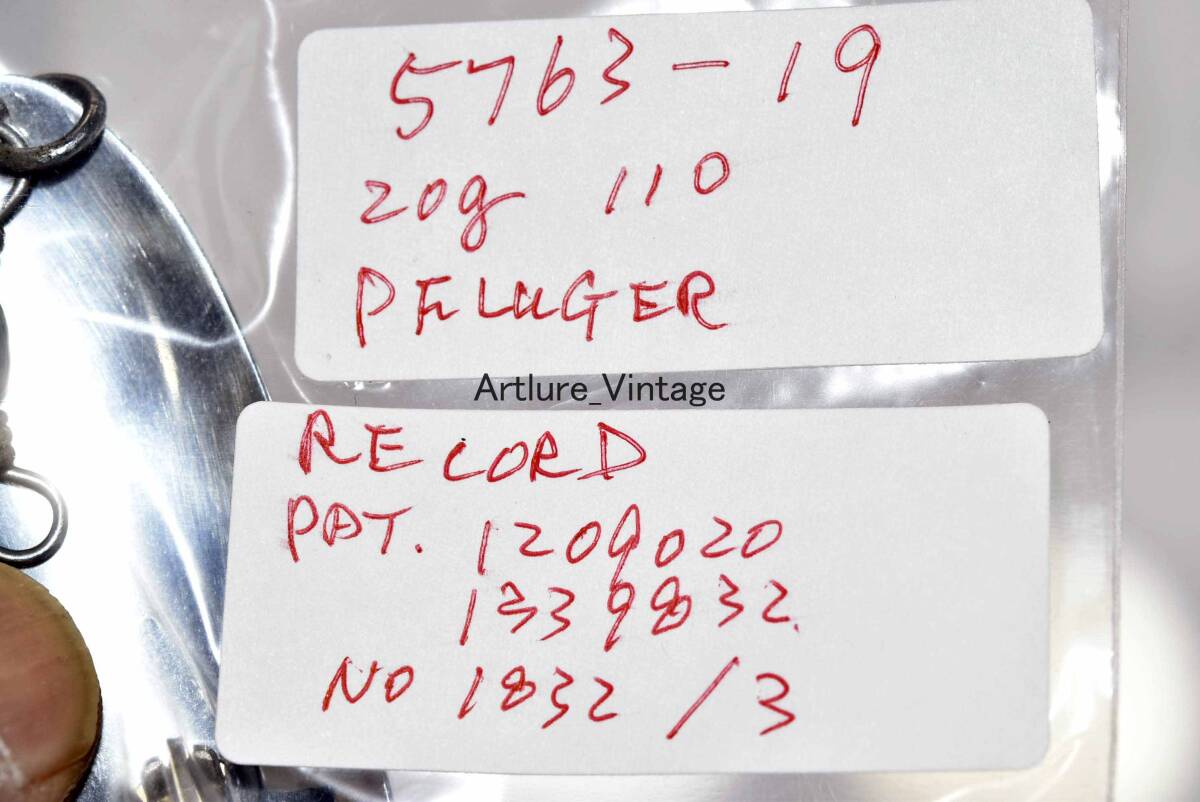 5763-19
20g 110
PFLUGER
Artlure_Vintage
RECORD
PAT. 1209020
1339832.
NO 1832 /3